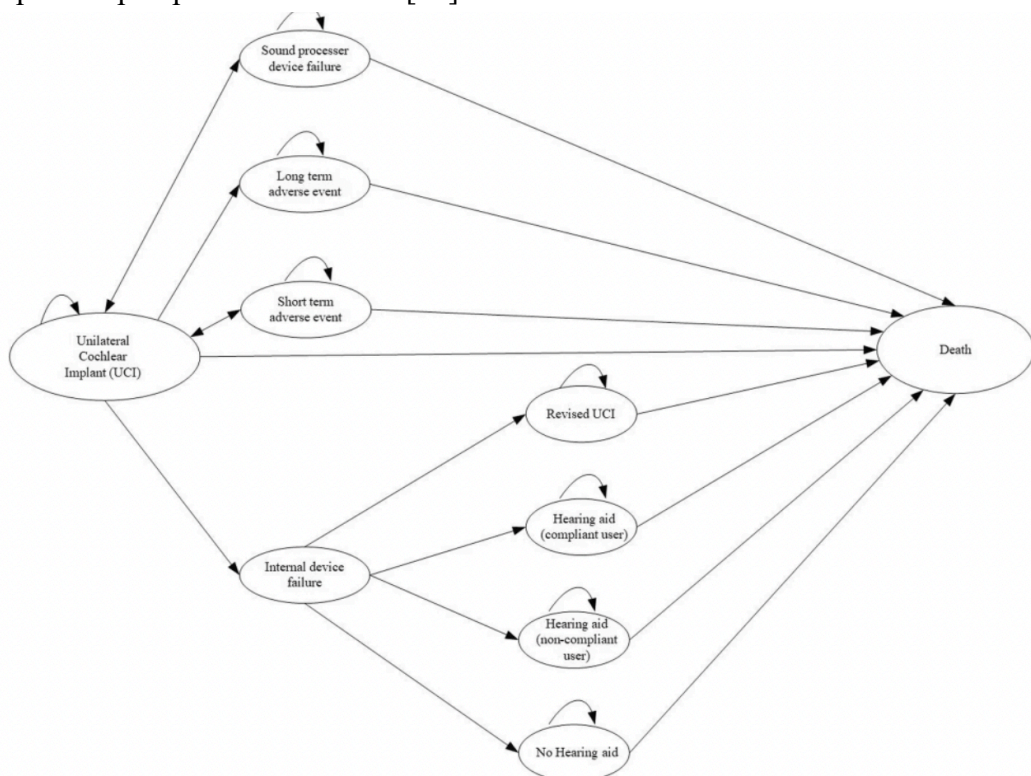 Sound processer
device failure
Long term
adverse event
Short term
adverse event
Unilateral
Cochlear
Implant (UCI)
Death
Revised UCI
Hearing aid
(compliant user)
Internal device
failure
Hearing aid
(non-compliant
user)
No Hearing aid